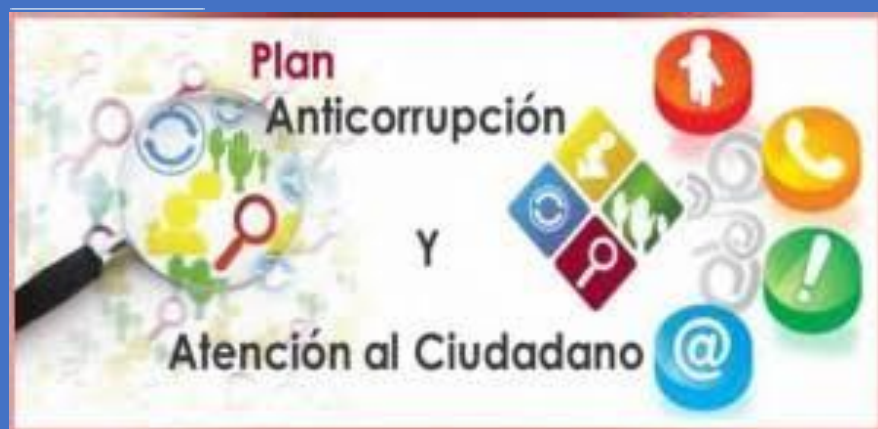 Plan
Anticorrupción
Y
Atención al Ciudadano
@